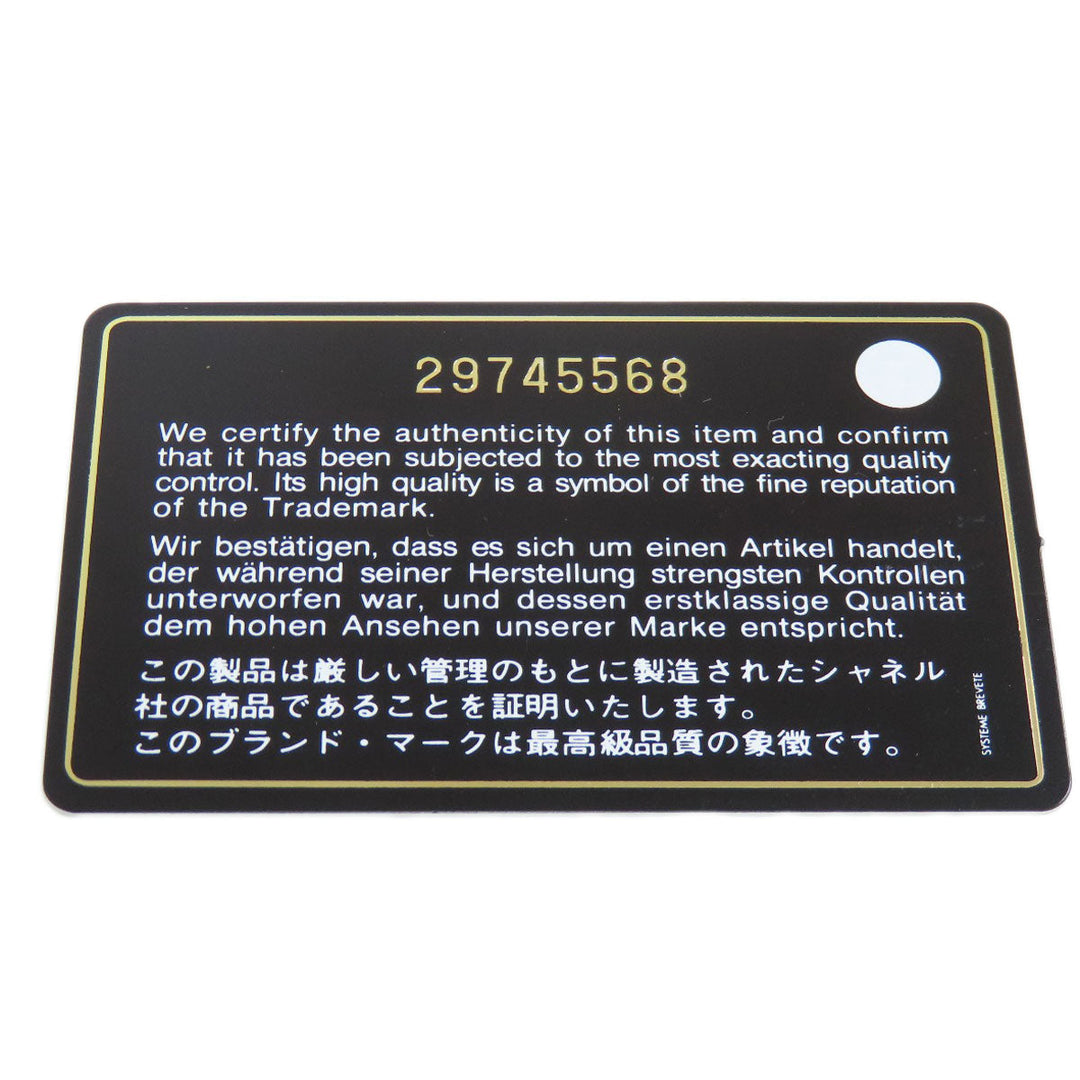 29745568
We certify the authenticity of this item and confirm
that it has been subjected to the most exacting quality
control. Its high quality is a symbol of the fine reputation
of the Trademark.
Wir bestätigen, dass es sich um einen Artikel handelt,
der während seiner Herstellung strengsten Kontrollen
unterworfen war, und dessen erstklassige Qualität
dem hohen Ansehen unserer Marke entspricht.
この製品は厳しい管理のもとに製造されたシャネル
社の商品であることを証明いたします。
このブランド・マークは最高級品質の象徴です。
SYSTEME BREVETE